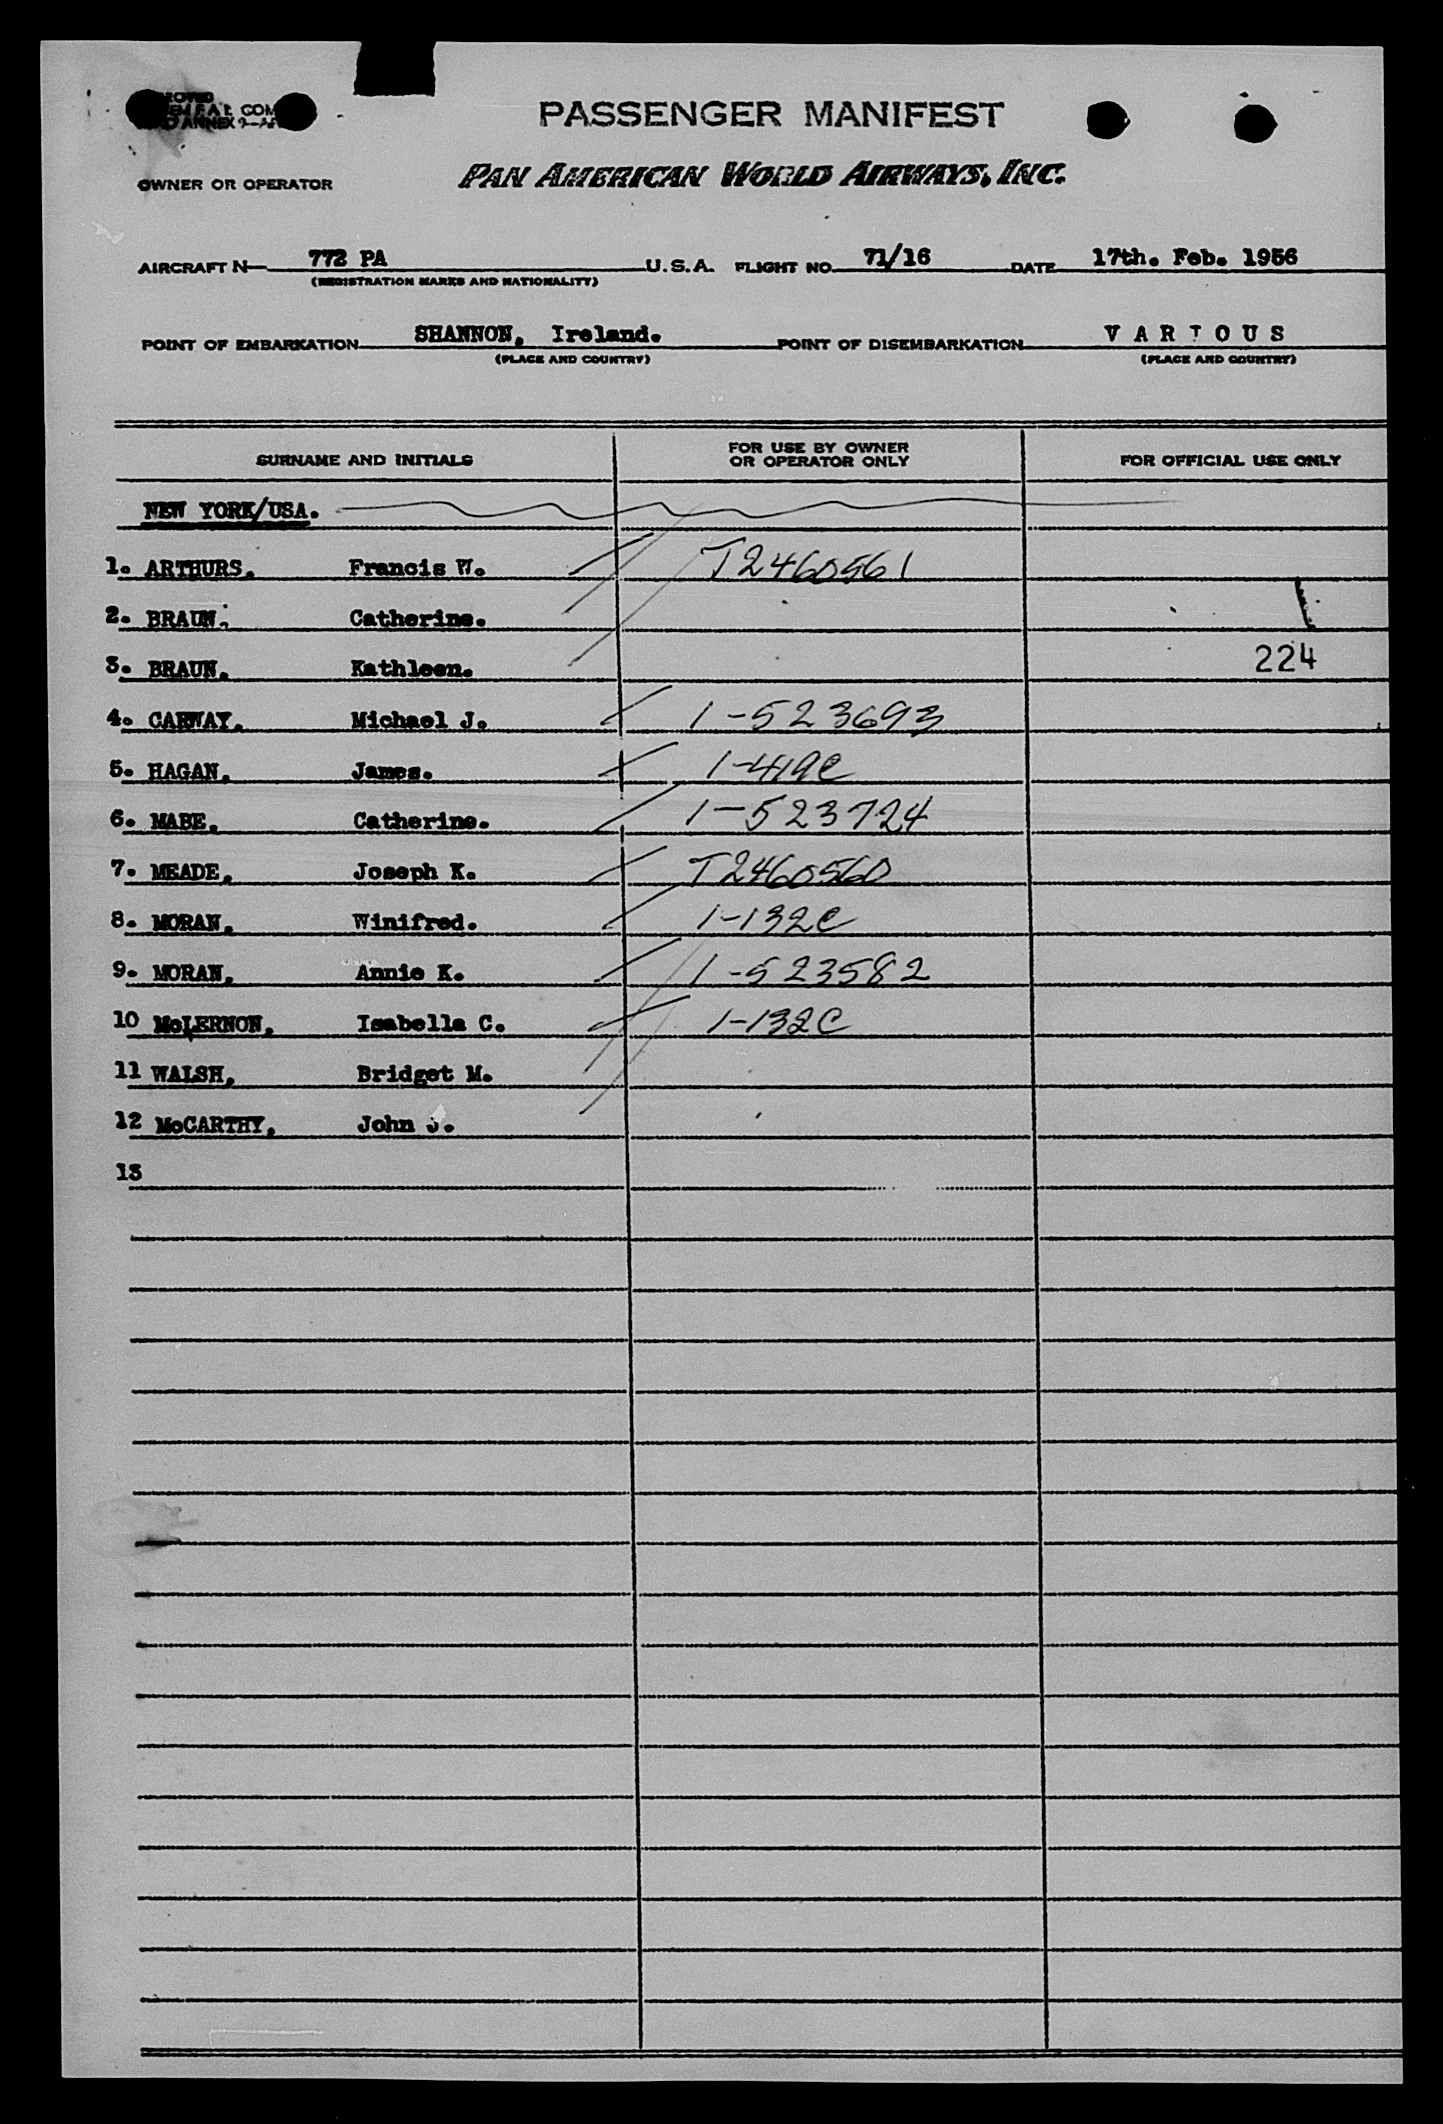 PASSENGER MANIFEST
OWNER OR OPERATOR PAN AMERICAN WORLD AIRWAYS, INC.
AIRCRAFT N 772 PA U.S.A. FLIGHT NO. 71/16 DATE 17th. Feb. 1956
(REGISTRATION MARKS AND NATIONALITY)
POINT OF EMBARKATION SHANNON, Ireland. POINT OF DISEMBARKATION VARIOUS
(PLACE AND COUNTRY) (PLACE AND COUNTRY)
SURNAME AND INITIALS FOR USE BY OWNER OR OPERATOR ONLY FOR OFFICIAL USE ONLY
NEW YORK/USA.
1. ARTHURS. Francis W. T2460561
2. BRAUN. Catherine.
3. BRAUN. Kathleen. 224
4. CARWAY. Michael J. 1-523693
5. HAGAN. James. 1-419C
6. MABE. Catherine. 1-523724
7. MEADE. Joseph K. T2460560
8. MORAN. Winifred. 1-132C
9. MORAN. Annie K. 1-523582
10 McLERNON. Isabella C. 1-132C
11 WALSH. Bridget M.
12 McCARTHY. John J.
13